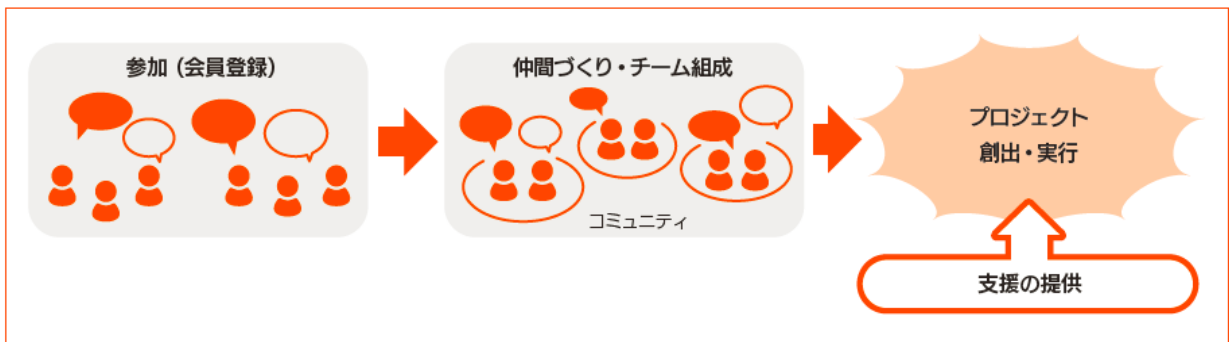 参加（会員登録）
仲間づくり・チーム組成
コミュニティ
プロジェクト
創出・実行
支援の提供